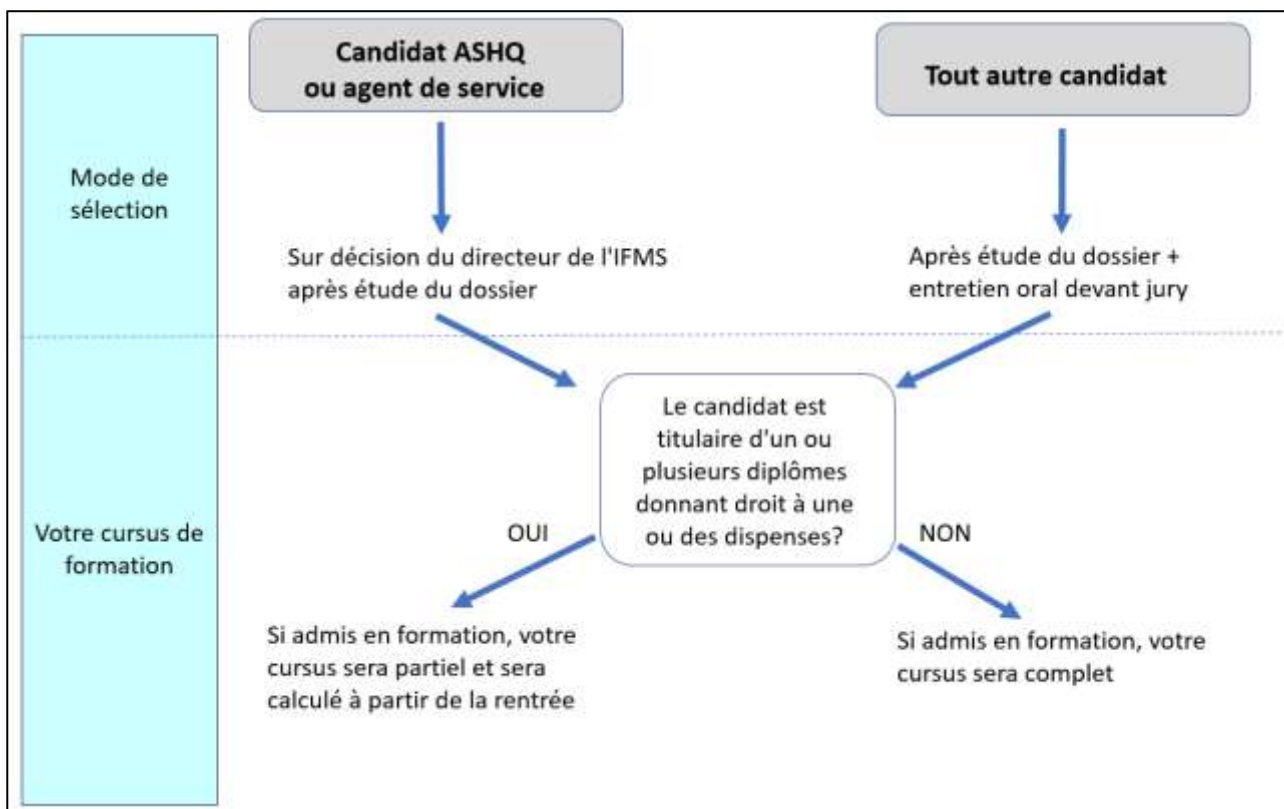 Candidat ASHQ
ou agent de service
Tout autre candidat
Mode de
sélection
Sur décision du directeur de l'IFMS
après étude du dossier
Après étude du dossier +
entretien oral devant jury
Le candidat est
titulaire d'un ou
plusieurs diplômes
donnant droit à une
ou des dispenses?
Votre cursus de
formation
OUI
NON
Si admis en formation, votre
cursus sera partiel et sera
calculé à partir de la rentrée
Si admis en formation, votre
cursus sera complet